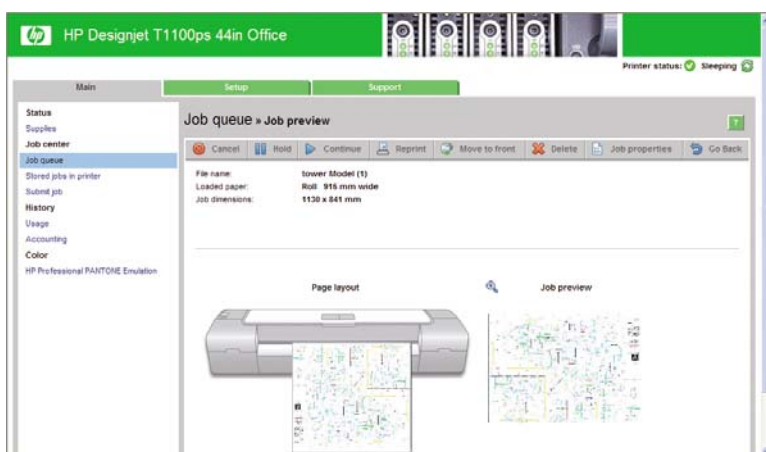 hp HP Designjet T1100ps 44in Office
Printer status: Sleeping
Main Setup Support
Status
Supplies
Job center
Job queue
Stored jobs in printer
Submit job
History
Usage
Accounting
Color
HP Professional PANTONE Emulation
Job queue » Job preview
?
Cancel Hold Continue Reprint Move to front Delete Job properties Go Back
File name: tower Model (1)
Loaded paper: Roll 915 mm wide
Job dimensions: 1130 x 841 mm
Page layout Job preview